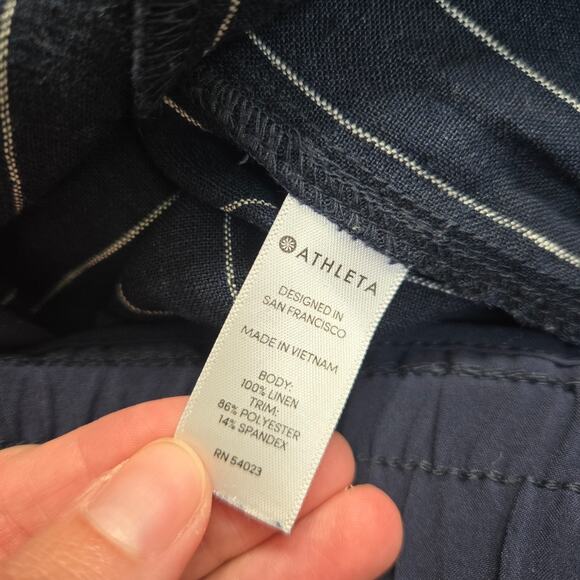 ATHLETA
DESIGNED IN
SAN FRANCISCO
MADE IN VIETNAM
BODY:
100% LINEN
TRIM:
86% POLYESTER
14% SPANDEX
RN 54023